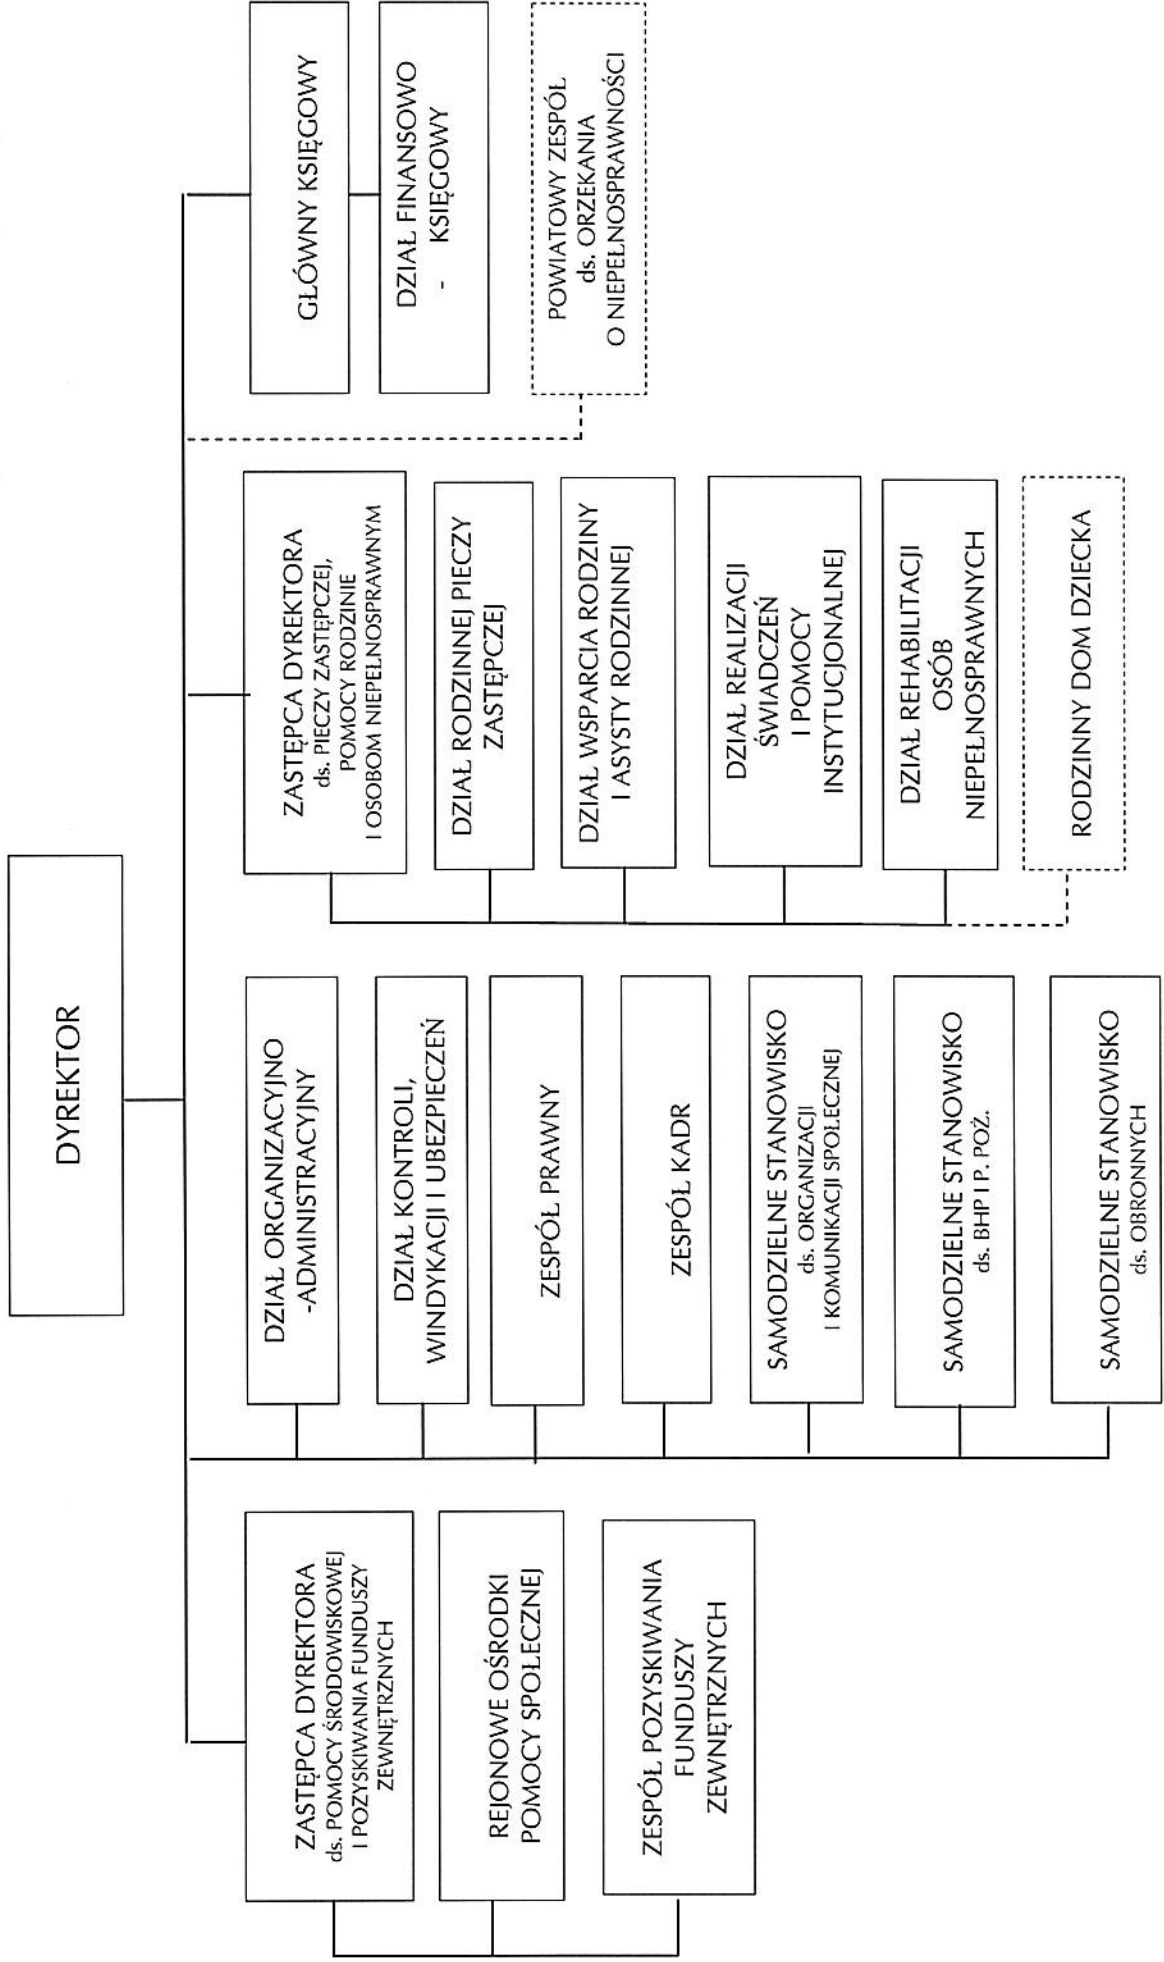 DYREKTOR
ZASTĘPCA DYREKTORA
ds. POMOCY ŚRODOWISKOWEJ
I POZYSKIWANIA FUNDUSZY
ZEWNĘTRZNYCH
REJONOWE OŚRODKI
POMOCY SPOŁECZNEJ
ZESPÓŁ POZYSKIWANIA
FUNDUSZY
ZEWNĘTRZNYCH
DZIAŁ ORGANIZACYJNO
-ADMINISTRACYJNY
DZIAŁ KONTROLI,
WINDYKACJI I UBEZPIECZEŃ
ZESPÓŁ PRAWNY
ZESPÓŁ KADR
SAMODZIELNE STANOWISKO
ds. ORGANIZACJI
I KOMUNIKACJI SPOŁECZNEJ
SAMODZIELNE STANOWISKO
ds. BHP I P. POŻ.
SAMODZIELNE STANOWISKO
ds. OBRONNYCH
ZASTĘPCA DYREKTORA
ds. PIECZY ZASTĘPCZEJ,
POMOCY RODZINIE
I OSOBOM NIEPEŁNOSPRAWNYM
DZIAŁ RODZINNEJ PIECZY
ZASTĘPCZEJ
DZIAŁ WSPARCIA RODZINY
I ASYSTY RODZINNEJ
DZIAŁ REALIZACJI
ŚWIADCZEŃ
I POMOCY
INSTYTUCJONALNEJ
DZIAŁ REHABILITACJI
OSÓB
NIEPEŁNOSPRAWNYCH
RODZINNY DOM DZIECKA
GŁÓWNY KSIĘGOWY
DZIAŁ FINANSOWO
- KSIĘGOWY
POWIATOWY ZESPÓŁ
ds. ORZEKANIA
O NIEPEŁNOSPRAWNOŚCI